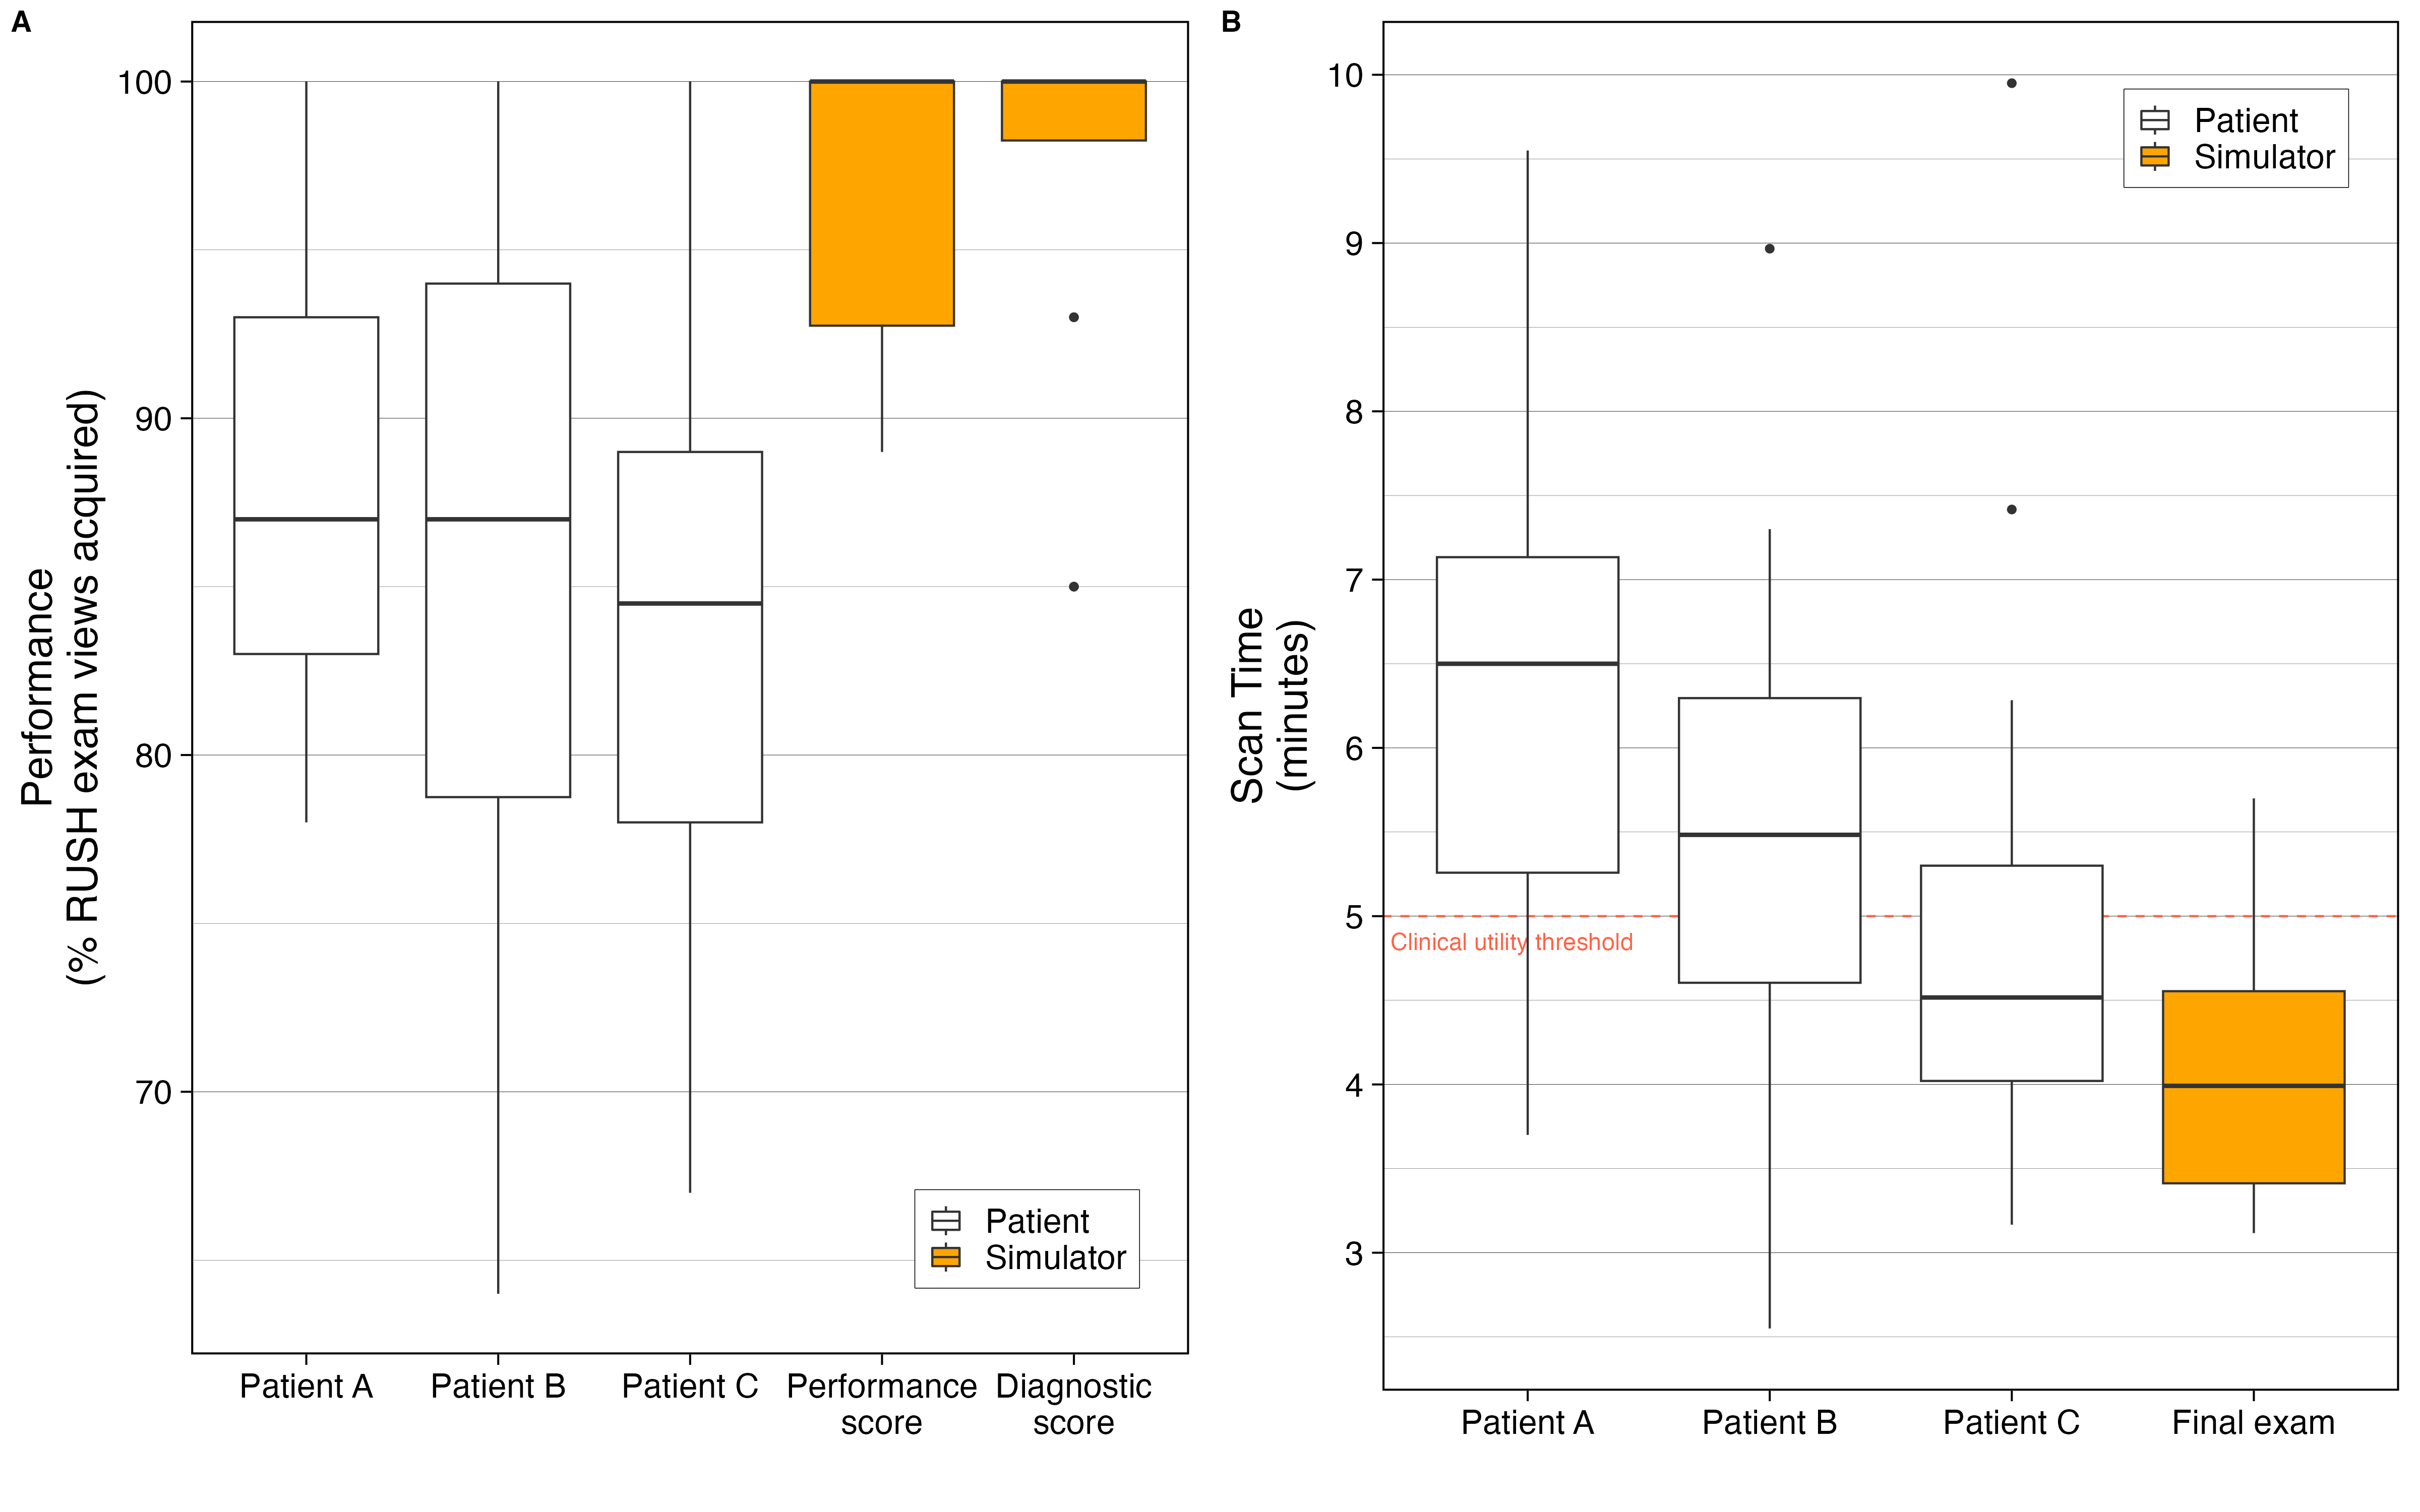 A
Performance
(% RUSH exam views acquired)
100
90
80
70
Patient
Simulator
Patient A
Patient B
Patient C
Performance
score
Diagnostic
score
B
Scan Time
(minutes)
10
9
8
7
6
5
4
3
Patient
Simulator
Clinical utility threshold
Patient A
Patient B
Patient C
Final exam